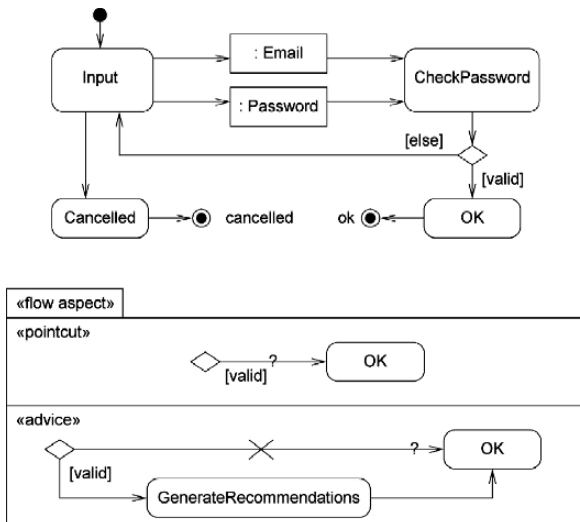 : Email
Input
CheckPassword
: Password
[else]
[valid]
Cancelled
cancelled
ok
OK
«flow aspect»
«pointcut»
?
OK
[valid]
«advice»
?
OK
[valid]
GenerateRecommendations